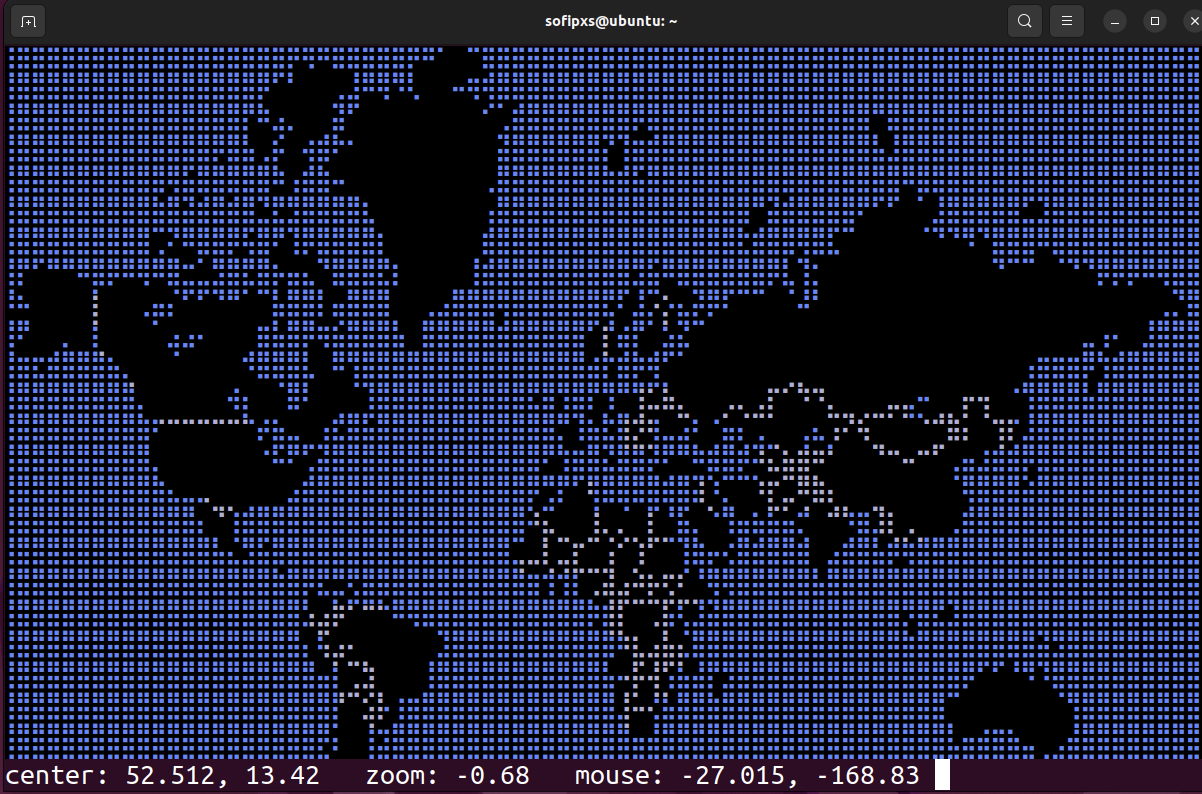 sofipxs@ubuntu: ~
center: 52.512, 13.42 zoom: -0.68 mouse: -27.015, -168.83